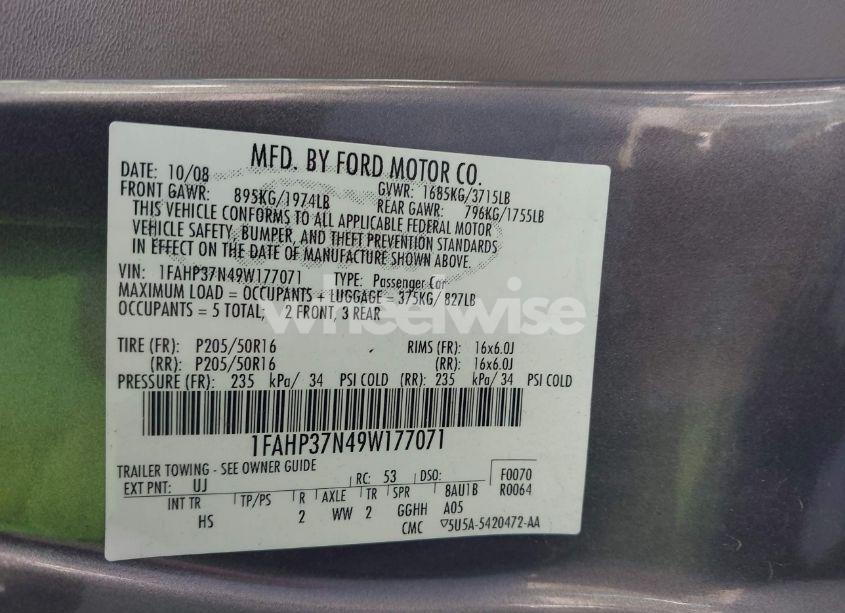 MFD. BY FORD MOTOR CO.
DATE: 10/08 GVWR: 1685KG/3715LB
FRONT GAWR: 895KG/1974LB REAR GAWR: 796KG/1755LB
THIS VEHICLE CONFORMS TO ALL APPLICABLE FEDERAL MOTOR
VEHICLE SAFETY, BUMPER, AND THEFT PREVENTION STANDARDS
IN EFFECT ON THE DATE OF MANUFACTURE SHOWN ABOVE.
VIN: 1FAHP37N49W177071 TYPE: Passenger Car
MAXIMUM LOAD = OCCUPANTS + LUGGAGE = 375KG/ 827LB
OCCUPANTS = 5 TOTAL; 2 FRONT, 3 REAR
wheelwise
TIRE (FR): P205/50R16 RIMS (FR): 16x6.0J
(RR): P205/50R16 (RR): 16x6.0J
PRESSURE (FR): 235 kPa/ 34 PSI COLD (RR): 235 kPa/ 34 PSI COLD
1FAHP37N49W177071
TRAILER TOWING - SEE OWNER GUIDE
EXT PNT: UJ RC: 53 DSO: F0070
INT TR TP/PS R AXLE TR SPR 8AU1B R0064
HS 2 WW 2 GGHH A05
CMC ▽5U5A-5420472-AA